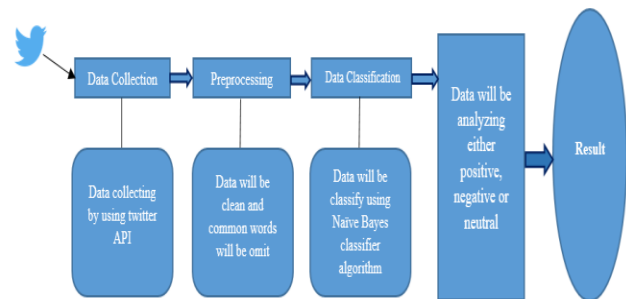 Data Collection
Preprocessing
Data Classification
Data will be
analyzing
either
positive,
negative or
neutral
Result
Data collecting
by using twitter
API
Data will be
clean and
common words
will be omit
Data will be
classify using
Naïve Bayes
classifier
algorithm